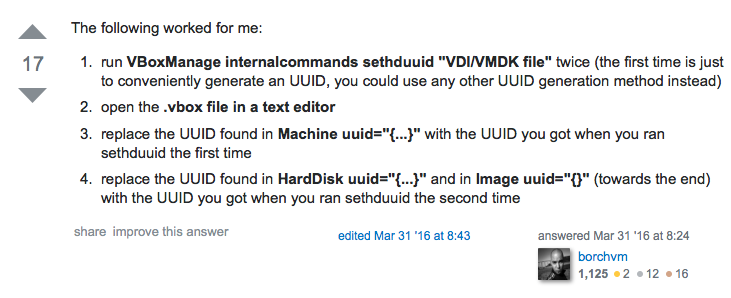 The following worked for me:
17
1. run VBoxManage internalcommands sethduuid "VDI/VMDK file" twice (the first time is just
to conveniently generate an UUID, you could use any other UUID generation method instead)
2. open the .vbox file in a text editor
3. replace the UUID found in Machine uuid="{...}" with the UUID you got when you ran
sethduuid the first time
4. replace the UUID found in HardDisk uuid="{...}" and in Image uuid="{}" (towards the end)
with the UUID you got when you ran sethduuid the second time
share improve this answer
edited Mar 31 '16 at 8:43
answered Mar 31 '16 at 8:24
borchvm
1,125 ● 2 ● 12 ● 16